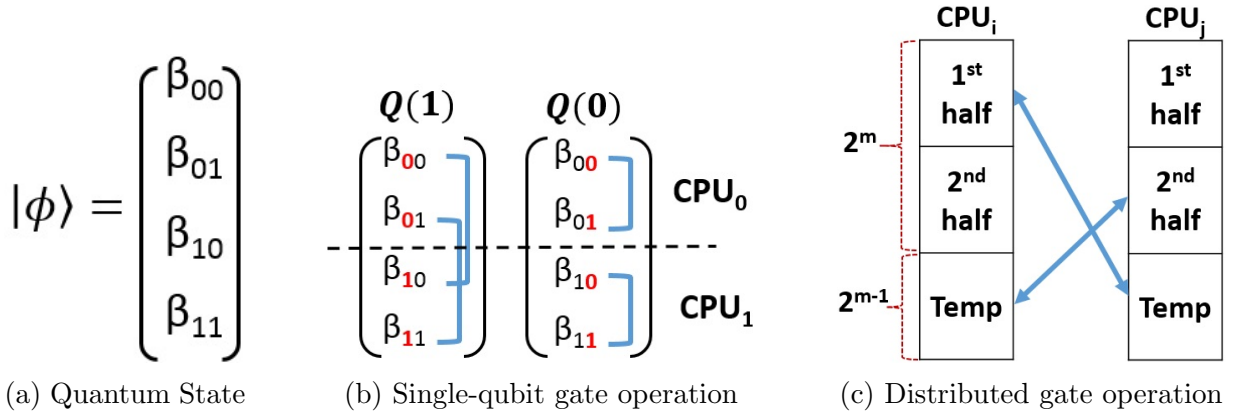 |ϕ⟩ =
β₀₀
β₀₁
β₁₀
β₁₁
(a) Quantum State
Q(1) Q(0)
β₀₀ β₀₀
β₀₁ β₀₁
CPU₀
β₁₀ β₁₀
β₁₁ β₁₁
CPU₁
(b) Single-qubit gate operation
CPUᵢ CPUⱼ
1ˢᵗ half
1ˢᵗ half
2ᵐ
2ⁿᵈ half
2ⁿᵈ half
2ᵐ⁻¹
Temp Temp
(c) Distributed gate operation